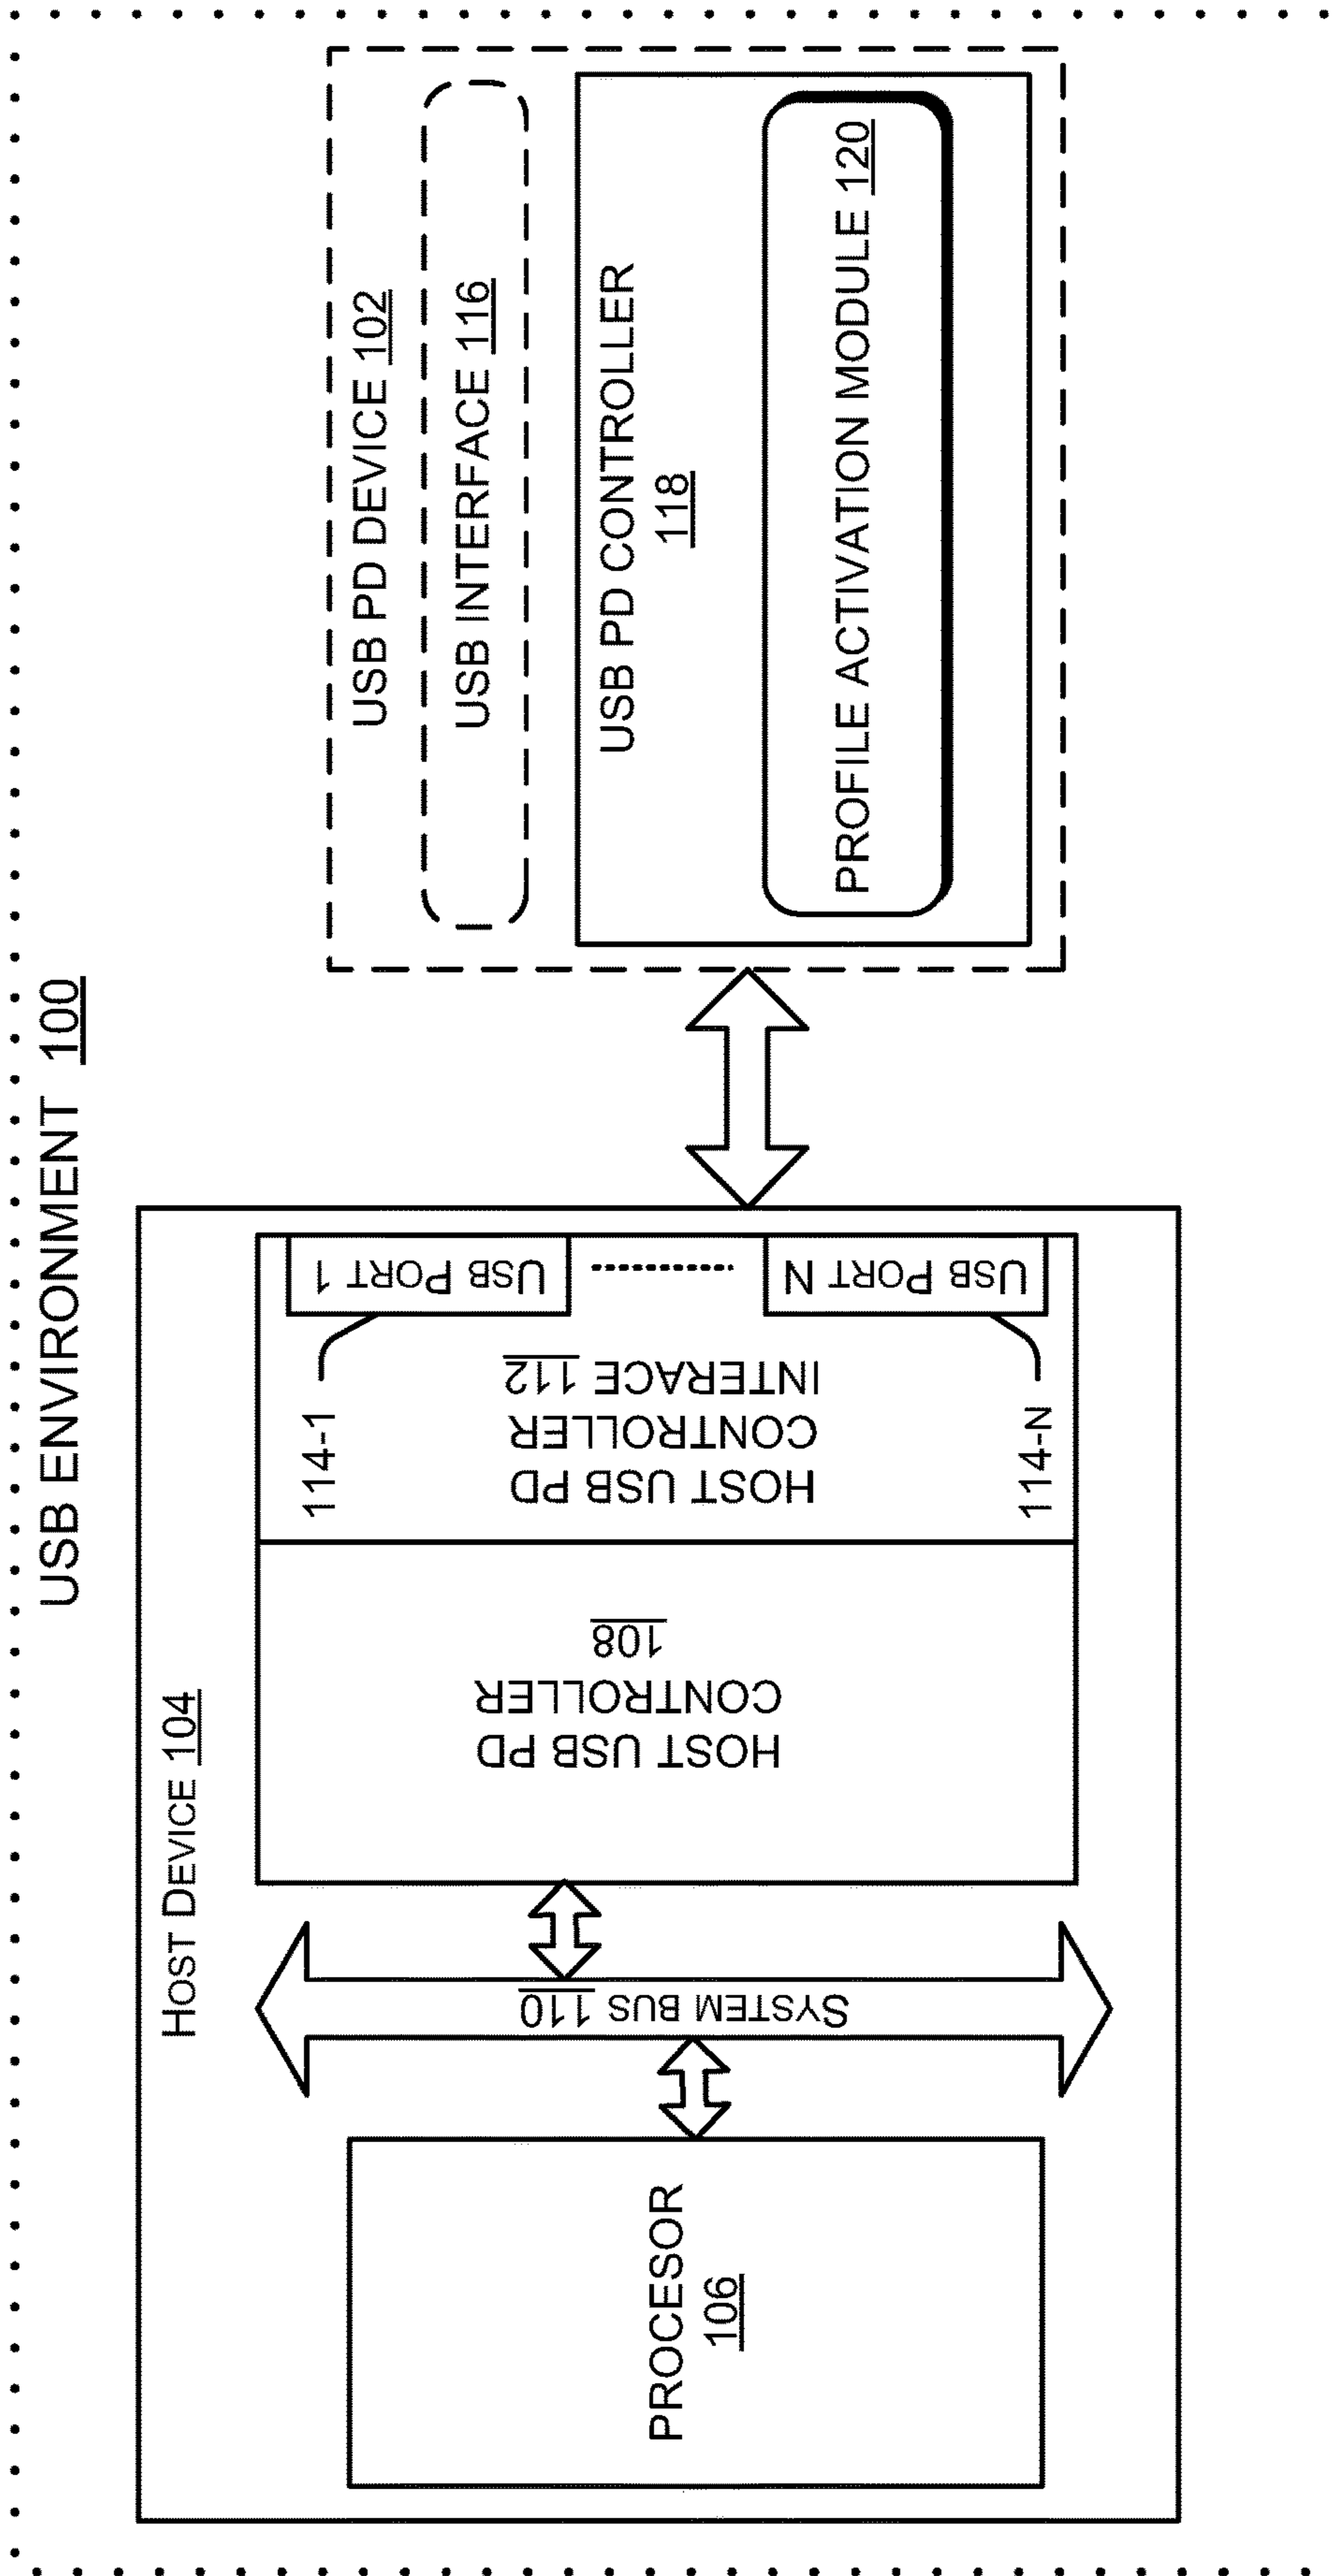 USB ENVIRONMENT 100
HOST DEVICE 104
PROCESOR
106
SYSTEM BUS 110
HOST USB PD
CONTROLLER
108
HOST USB PD
CONTROLLER
INTERACE 112
114-1
USB PORT 1
114-N
USB PORT N
USB PD DEVICE 102
USB INTERFACE 116
USB PD CONTROLLER
118
PROFILE ACTIVATION MODULE 120